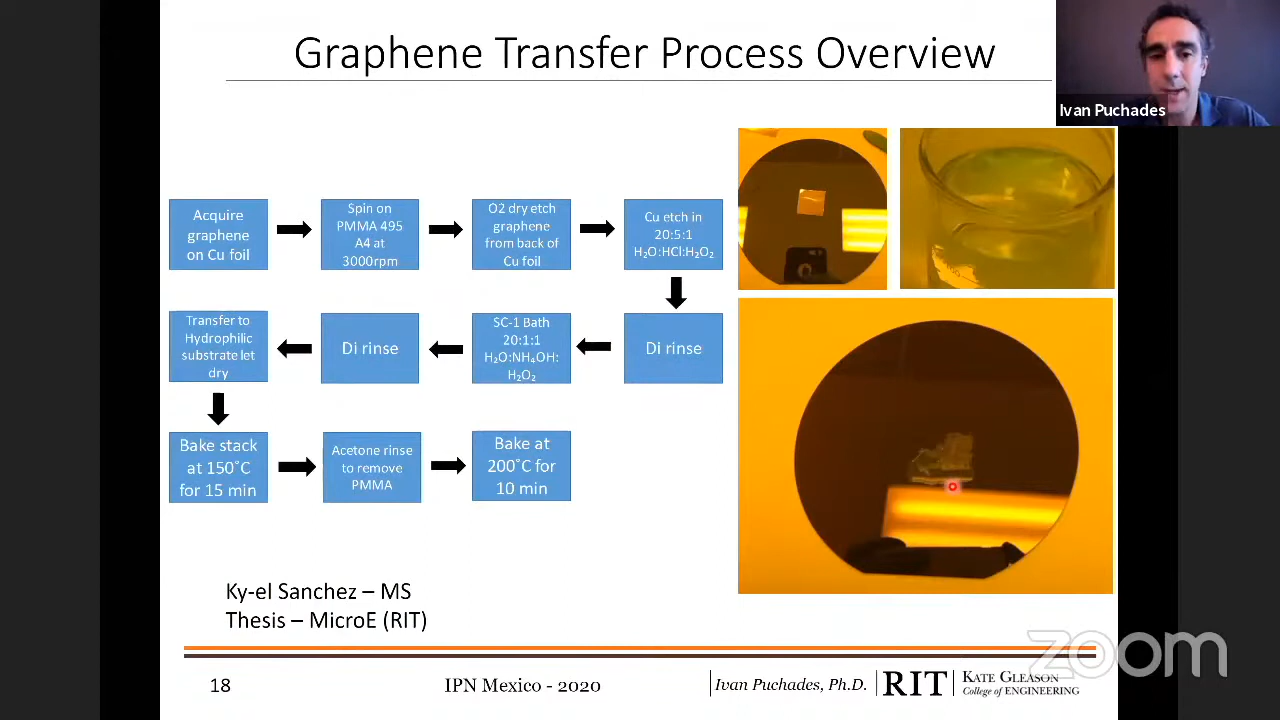 Graphene Transfer Process Overview
Ivan Puchades
Acquire
graphene
on Cu foil
Spin on
PMMA 495
A4 at
3000rpm
O2 dry etch
graphene
from back of
Cu foil
Cu etch in
20:5:1
H₂O:HCl:H₂O₂
Di rinse
SC-1 Bath
20:1:1
H₂O:NH₄OH:
H₂O₂
Di rinse
Transfer to
Hydrophilic
substrate let
dry
Bake stack
at 150˚C
for 15 min
Acetone rinse
to remove
PMMA
Bake at
200˚C for
10 min
Ky-el Sanchez – MS
Thesis – MicroE (RIT)
18
IPN Mexico - 2020
Ivan Puchades, Ph.D.
RIT
KATE GLEASON
College of ENGINEERING
zoom